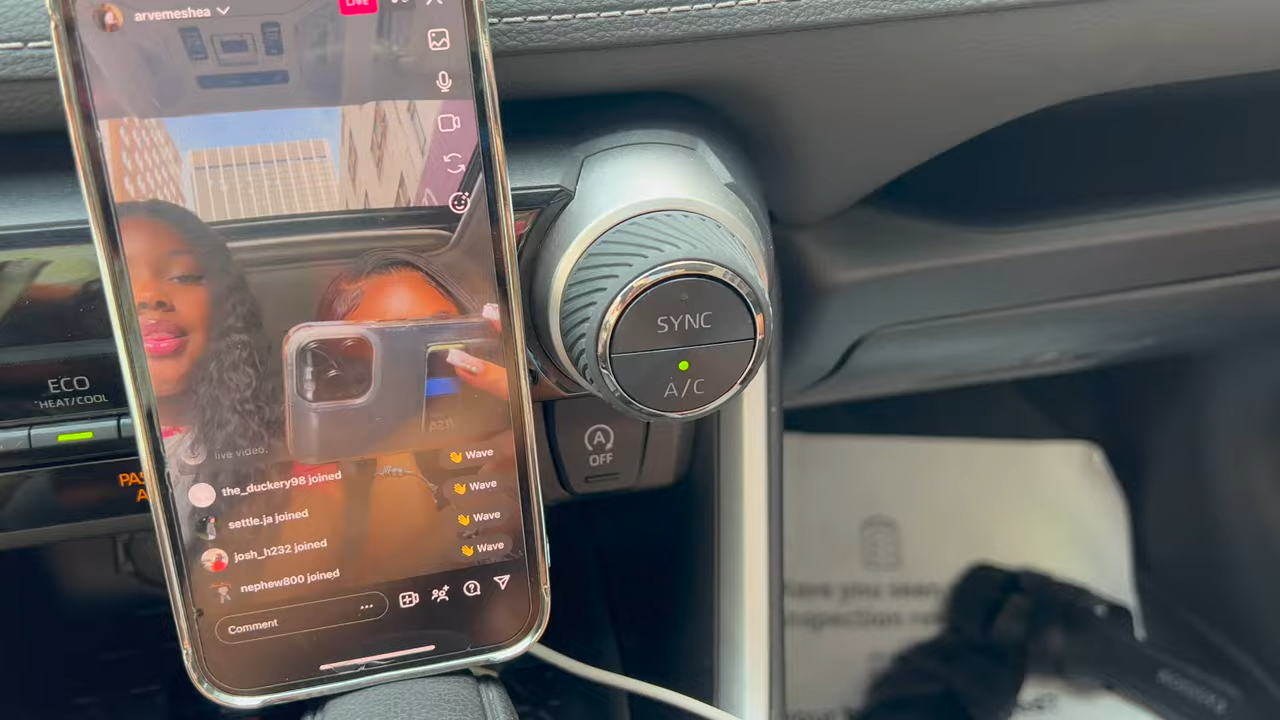 arvemeshea
LIVE
SYNC
A/C
ECO
HEAT/COOL
A
OFF
PAS
A
live video.
Wave
the_duckery98 joined
Wave
settle.ja joined
Wave
josh_h232 joined
Wave
nephew800 joined
Comment